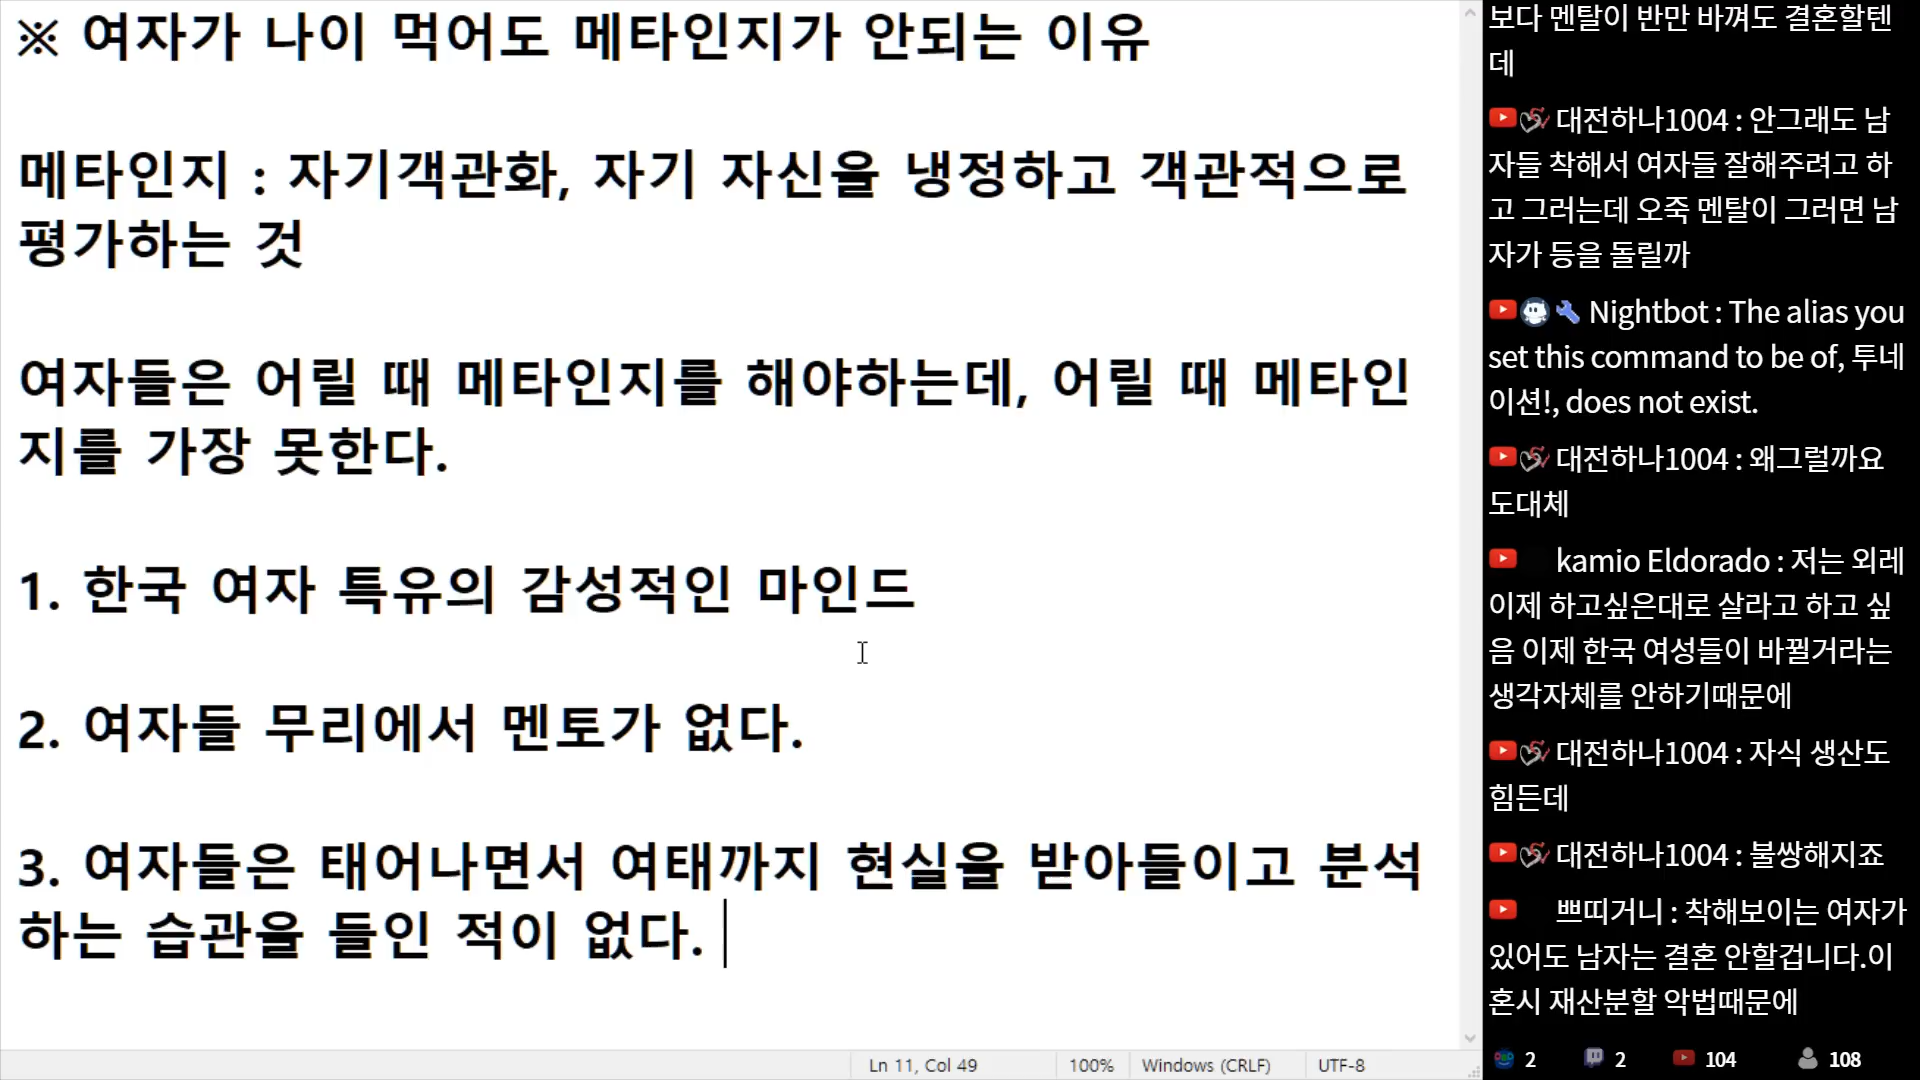 ※ 여자가 나이 먹어도 메타인지가 안되는 이유
메타인지 : 자기객관화, 자기 자신을 냉정하고 객관적으로
평가하는 것
여자들은 어릴 때 메타인지를 해야하는데, 어릴 때 메타인
지를 가장 못한다.
1. 한국 여자 특유의 감성적인 마인드
2. 여자들 무리에서 멘토가 없다.
3. 여자들은 태어나면서 여태까지 현실을 받아들이고 분석
하는 습관을 들인 적이 없다.
Ln 11, Col 49
100%
Windows (CRLF)
UTF-8
보다 멘탈이 반만 바껴도 결혼할텐
데
대전하나1004 : 안그래도 남
자들 착해서 여자들 잘해주려고 하
고 그러는데 오죽 멘탈이 그러면 남
자가 등을 돌릴까
Nightbot : The alias you
set this command to be of, 투네
이션!, does not exist.
대전하나1004 : 왜그럴까요
도대체
kamio Eldorado : 저는 외레
이제 하고싶은대로 살라고 하고 싶
음 이제 한국 여성들이 바뀔거라는
생각자체를 안하기때문에
대전하나1004 : 자식 생산도
힘든데
대전하나1004 : 불쌍해지죠
쁘띠거니 : 착해보이는 여자가
있어도 남자는 결혼 안할겁니다.이
혼시 재산분할 악법때문에
2
2
104
108